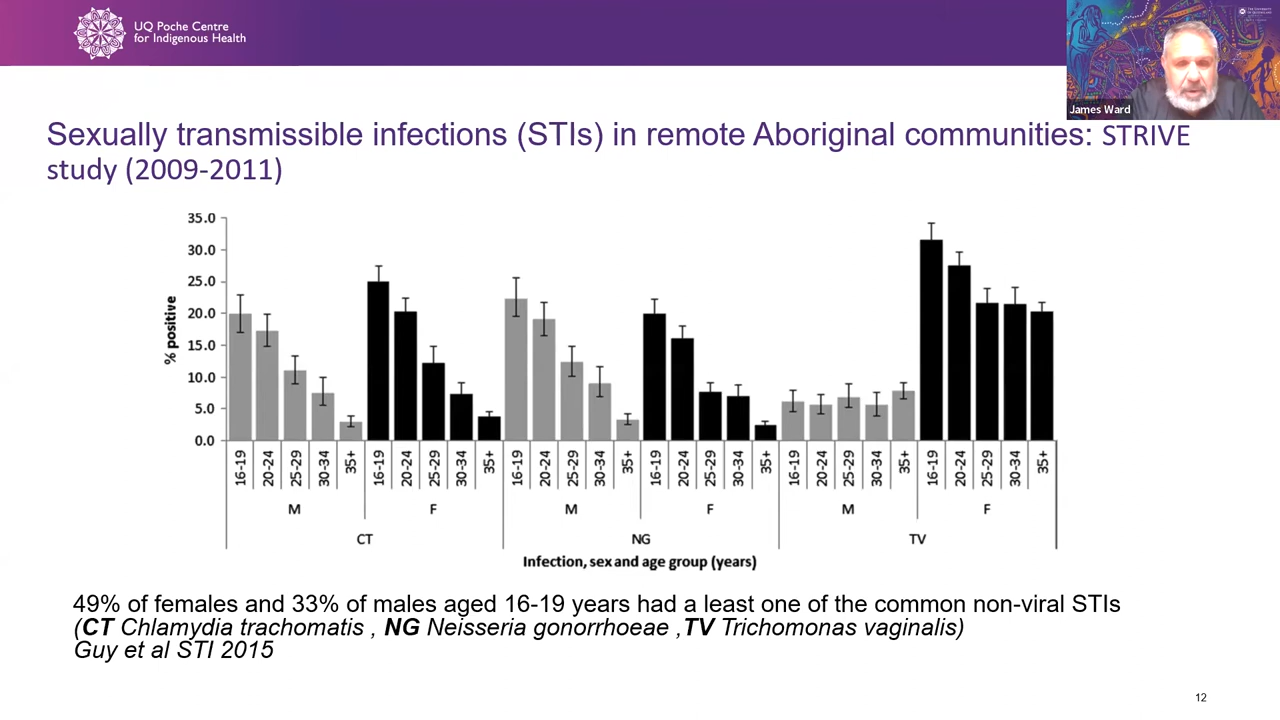 UQ Poche Centre
for Indigenous Health
James Ward
Sexually transmissible infections (STIs) in remote Aboriginal communities: STRIVE
study (2009-2011)
% positive
35.0
30.0
25.0
20.0
15.0
10.0
5.0
0.0
16-19 20-24 25-29 30-34 35+ 16-19 20-24 25-29 30-34 35+ 16-19 20-24 25-29 30-34 35+ 16-19 20-24 25-29 30-34 35+ 16-19 20-24 25-29 30-34 35+ 16-19 20-24 25-29 30-34 35+
M F M F M F
CT NG TV
Infection, sex and age group (years)
49% of females and 33% of males aged 16-19 years had a least one of the common non-viral STIs
(CT Chlamydia trachomatis , NG Neisseria gonorrhoeae ,TV Trichomonas vaginalis)
Guy et al STI 2015
12